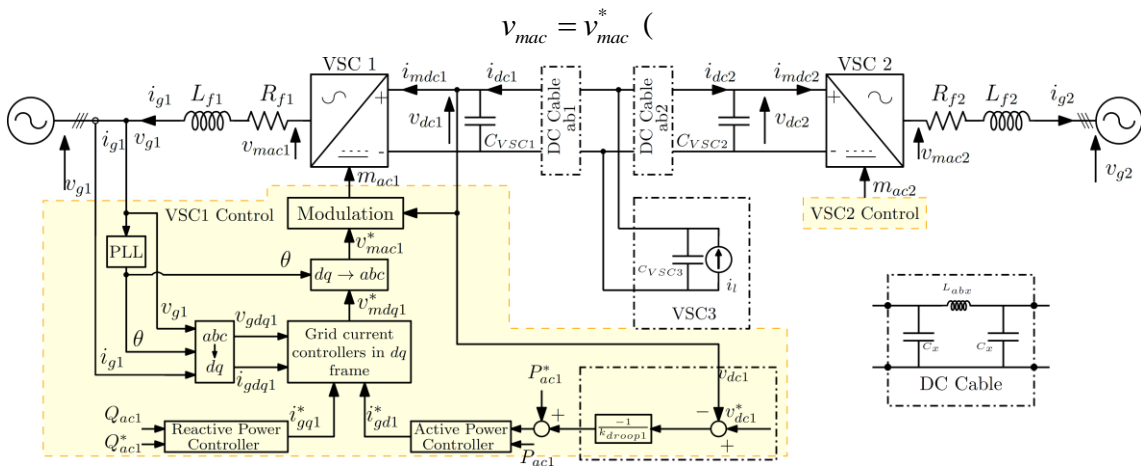 v_mac = v*_mac (
VSC 1
VSC 2
i_g1
L_f1
R_f1
i_mdc1
i_dc1
DC Cable
ab1
DC Cable
ab2
i_dc2
i_mdc2
R_f2
L_f2
i_g2
i_g1
v_g1
v_mac1
+
-
v_dc1
C_VSC1
C_VSC2
v_dc2
+
-
v_mac2
v_g1
v_g2
m_ac1
m_ac2
VSC1 Control
Modulation
VSC2 Control
PLL
θ
v*_mac1
dq → abc
C_VSC3
i_l
VSC3
v_g1
v_gdq1
v*_mdq1
L_abx
θ
abc
↓
dq
Grid current
controllers in dq
frame
C_x
C_x
i_g1
i_gdq1
DC Cable
v_dc1
P*_ac1
Q_ac1
Q*_ac1
Reactive Power
Controller
i*_gq1
i*_gd1
Active Power
Controller
+
+
P_ac1
-1
k_droop1
−
+
v*_dc1